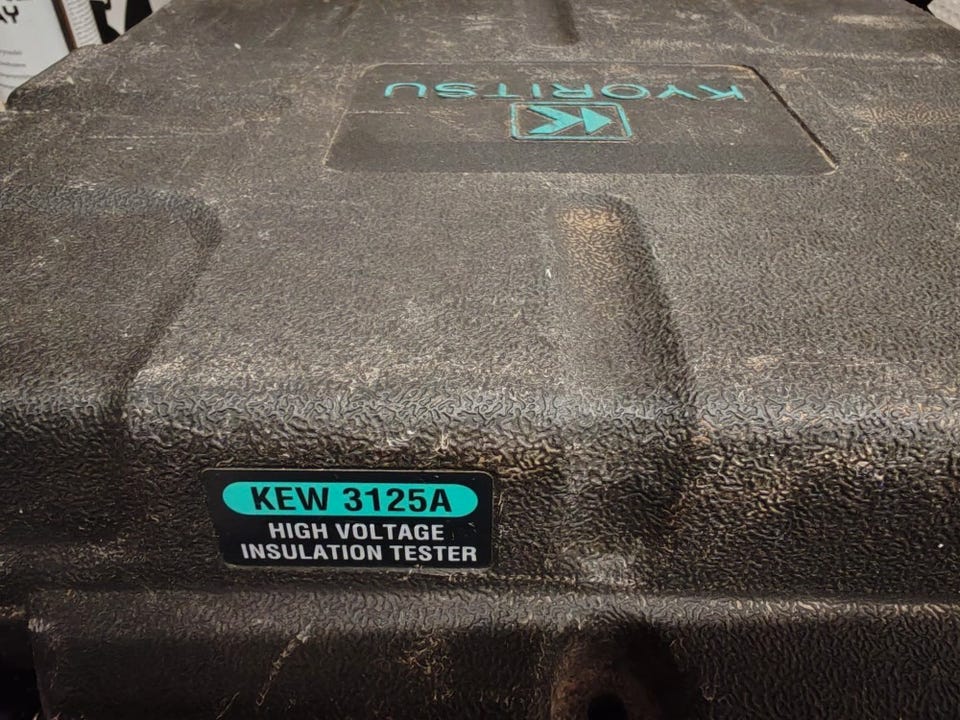 KYORITSU
KEW 3125A
HIGH VOLTAGE
INSULATION TESTER